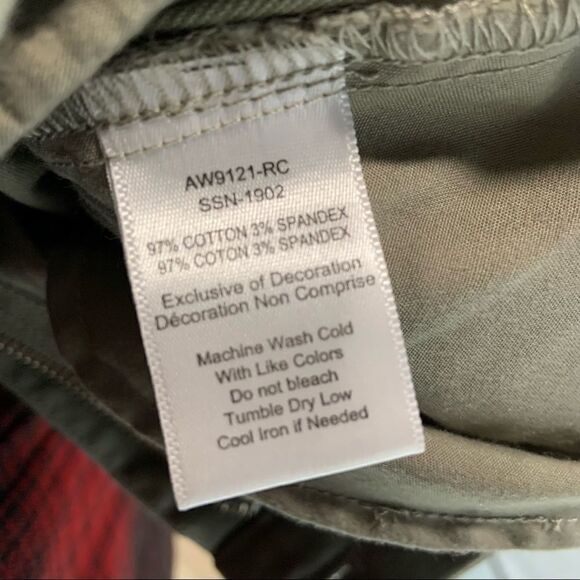 AW9121-RC
SSN-1902
97% COTTON 3% SPANDEX
97% COTON 3% SPANDEX
Exclusive of Decoration
Décoration Non Comprise
Machine Wash Cold
With Like Colors
Do not bleach
Tumble Dry Low
Cool Iron if Needed